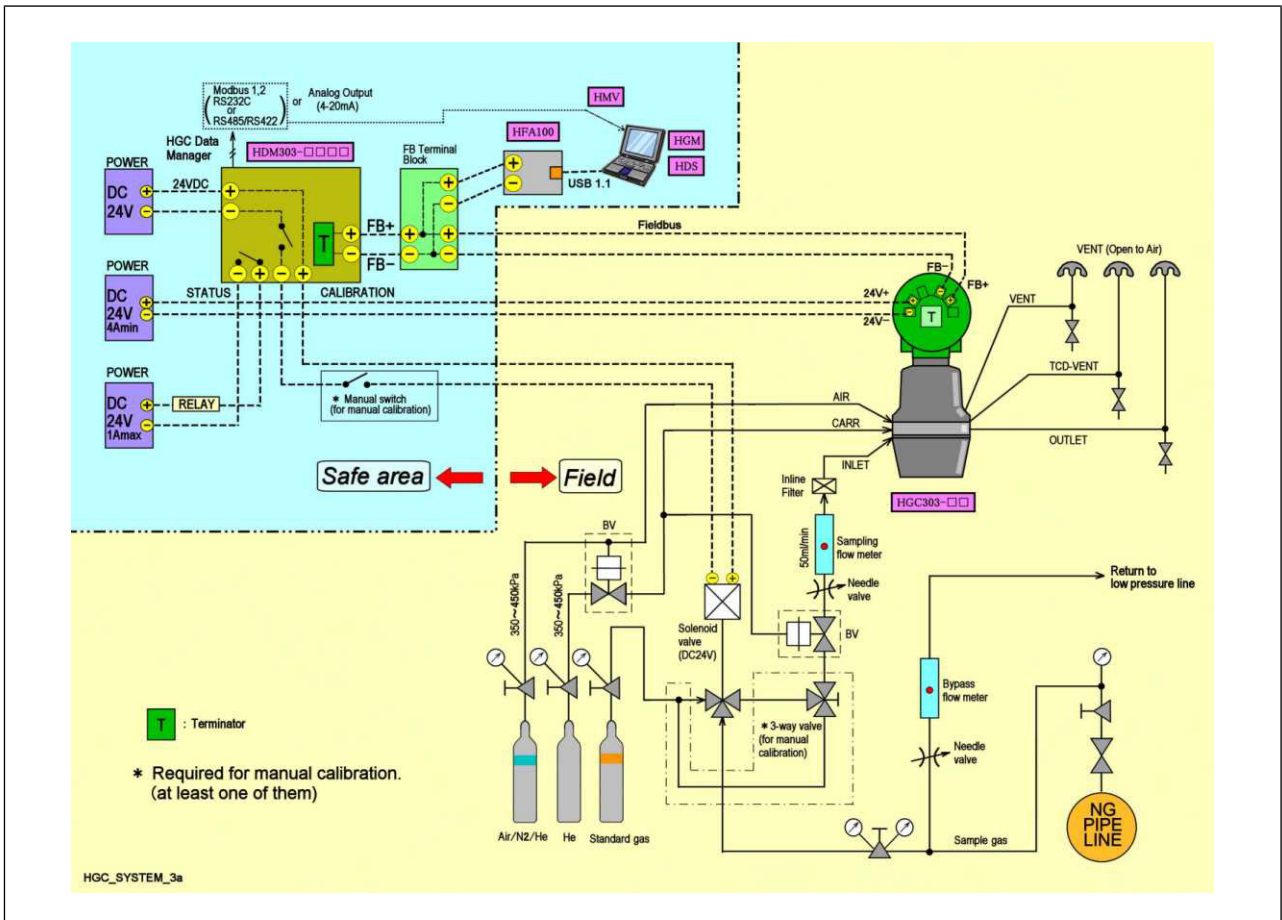 Modbus 1,2
RS232C
or
RS485/RS422
or
Analog Output
(4-20mA)
HMV
HGM
HDS
HFA100
USB 1.1
HGC Data
Manager
HDM303-□□□□
FB Terminal
Block
POWER
DC
24V
24VDC
T
FB+
FB-
Fieldbus
POWER
DC
24V
4Amin
STATUS
CALIBRATION
24V+
24V-
FB-
FB+
T
VENT (Open to Air)
VENT
TCD-VENT
OUTLET
POWER
DC
24V
1Amax
RELAY
* Manual switch
(for manual calibration)
AIR
CARR
INLET
Inline
Filter
HGC303-□□
Safe area
Field
BV
350～450kPa
350～450kPa
50ml/min
Sampling
flow meter
Needle
valve
Return to
low pressure line
Solenoid
valve
(DC24V)
BV
Bypass
flow meter
* 3-way valve
(for manual
calibration)
Needle
valve
T : Terminator
* Required for manual calibration.
(at least one of them)
Air/N2/He
He
Standard gas
Sample gas
NG
PIPE
LINE
HGC_SYSTEM_3a